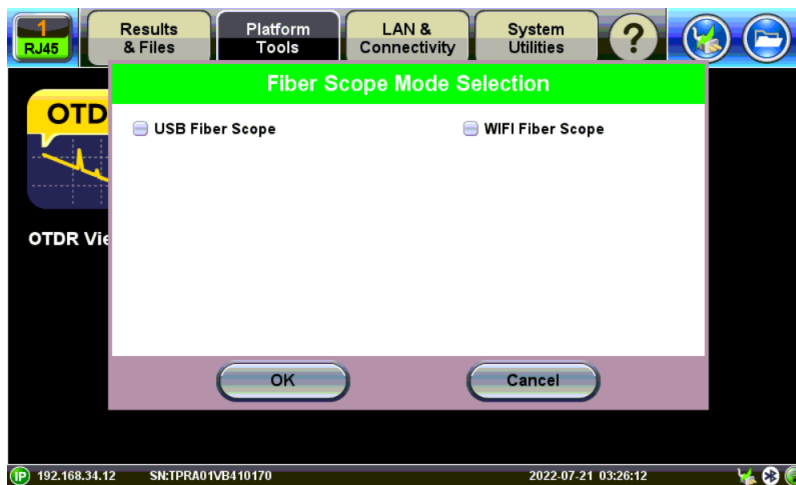 1
RJ45
Results
& Files
Platform
Tools
LAN &
Connectivity
System
Utilities
?
Fiber Scope Mode Selection
USB Fiber Scope
WIFI Fiber Scope
OTD
OTDR Vie
OK
Cancel
IP 192.168.34.12 SN:TPRA01VB410170 2022-07-21 03:26:12